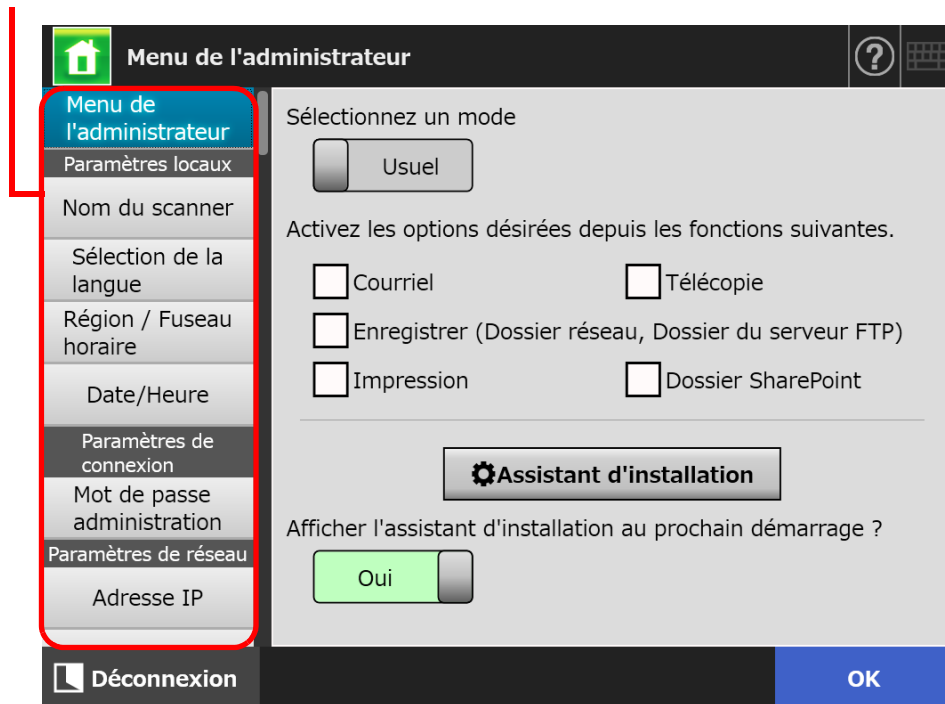 Menu de l'administrateur
?
Menu de
l'administrateur
Paramètres locaux
Nom du scanner
Sélection de la
langue
Région / Fuseau
horaire
Date/Heure
Paramètres de
connexion
Mot de passe
administration
Paramètres de réseau
Adresse IP
Sélectionnez un mode
Usuel
Activez les options désirées depuis les fonctions suivantes.
Courriel
Télécopie
Enregistrer (Dossier réseau, Dossier du serveur FTP)
Impression
Dossier SharePoint
Assistant d'installation
Afficher l'assistant d'installation au prochain démarrage ?
Oui
Déconnexion
OK